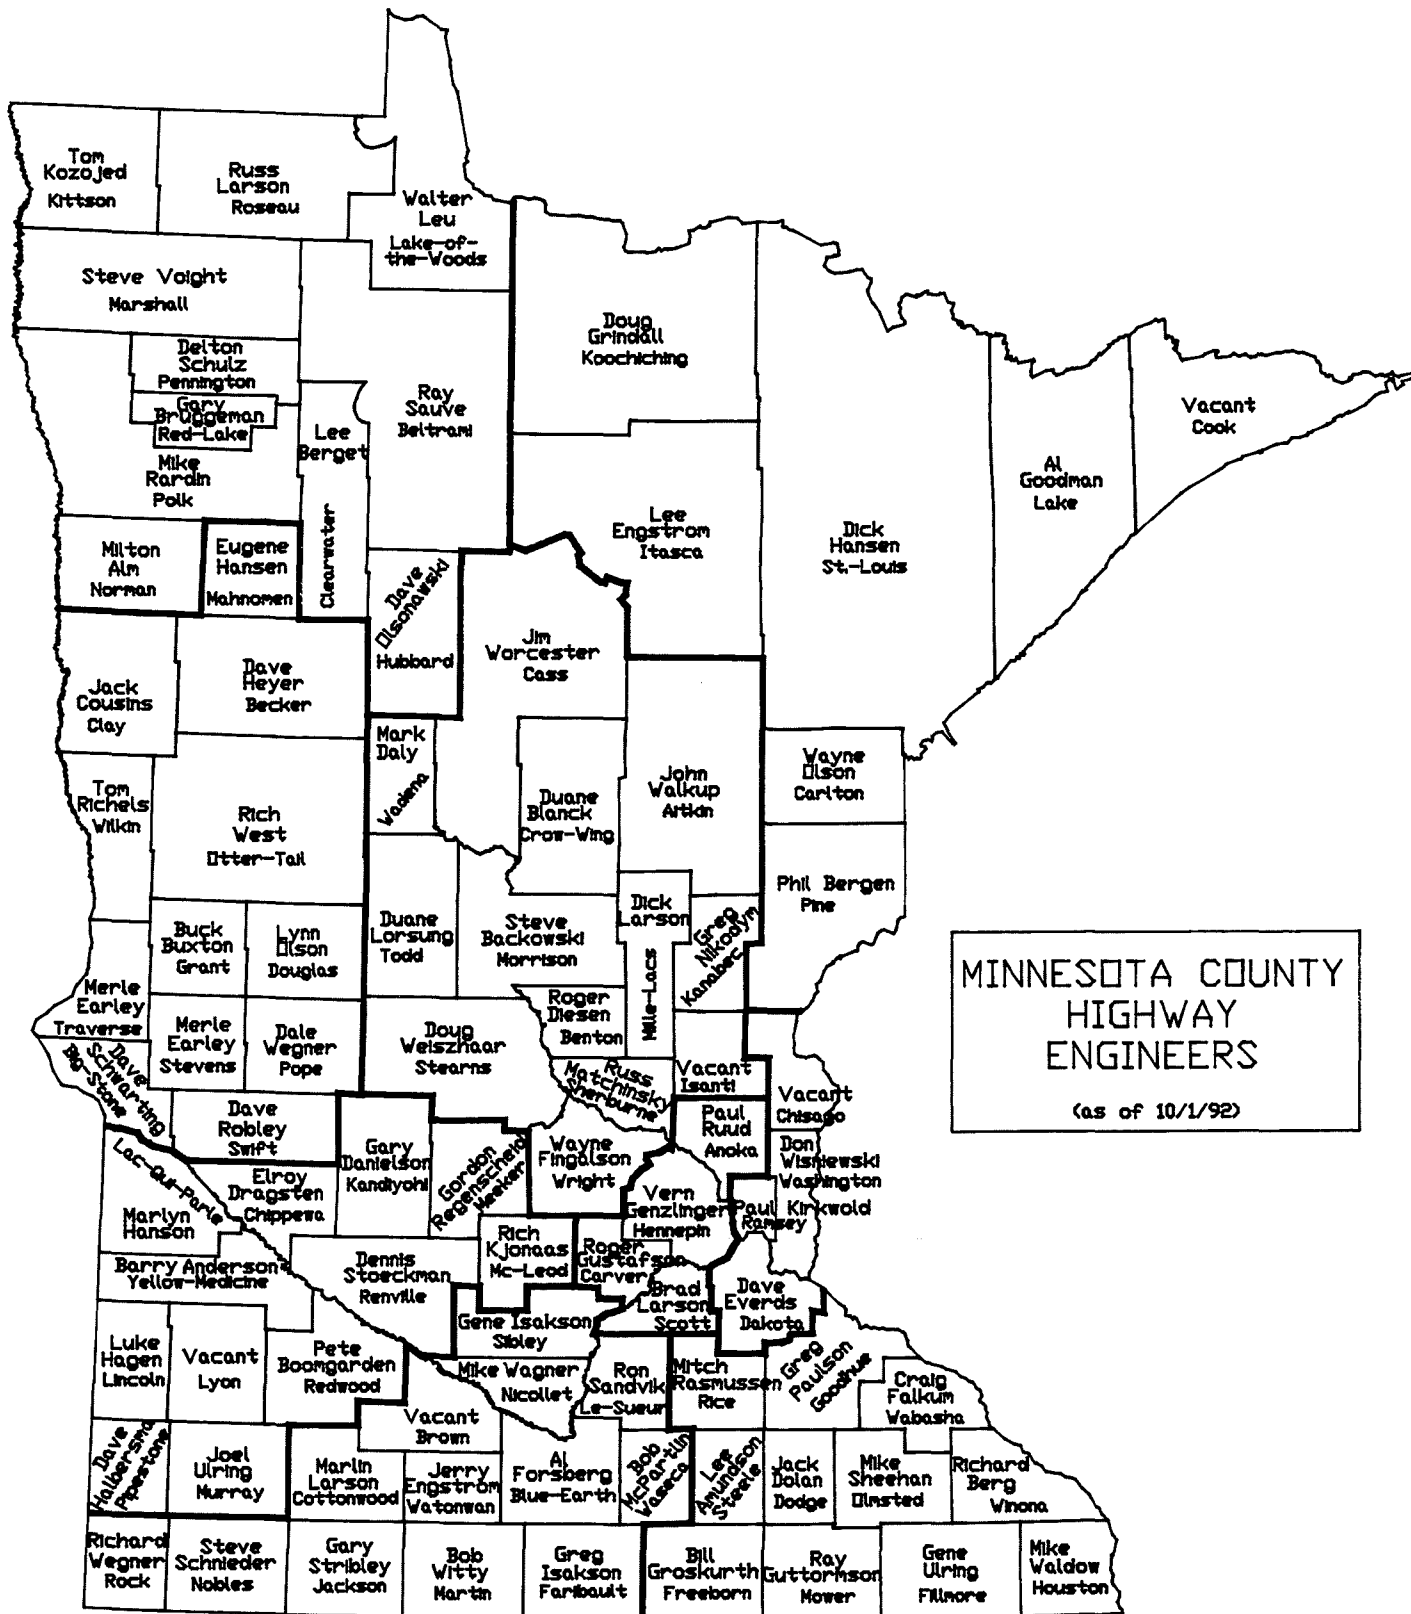 Tom
Kozojed
Kittson
Russ
Larson
Roseau
Walter
Leu
Lake-of-
the-Woods
Steve Voight
Marshall
Delton
Schulz
Pennington
Gary
Bruggeman
Red-Lake
Mike
Rardin
Polk
Lee
Berget
Clearwater
Ray
Sauve
Beltrami
Doug
Grindall
Koochiching
Lee
Engstrom
Itasca
Dick
Hansen
St.-Louis
Al
Goodman
Lake
Vacant
Cook
Milton
Alm
Norman
Eugene
Hansen
Mahnomen
Dave
Olsonawski
Hubbard
Jim
Worcester
Cass
Jack
Cousins
Clay
Dave
Heyer
Becker
Mark
Daly
Wadena
Tom
Richels
Wilkin
Rich
West
Otter-Tail
Duane
Blanck
Crow-Wing
John
Walkup
Aitkin
Wayne
Olson
Carlton
Phil Bergen
Pine
Buck
Buxton
Grant
Lynn
Olson
Douglas
Duane
Lorsung
Todd
Steve
Backowski
Morrison
Dick
Larson
Mille-Lacs
Greg
Nikodym
Kanabec
Merle
Earley
Traverse
Merle
Earley
Stevens
Dale
Wegner
Pope
Doug
Weiszhaar
Stearns
Roger
Diesen
Benton
Russ
Matchinsky
Sherburne
Vacant
Isanti
Vacant
Chisago
Dave
Schwarting
Big-Stone
Dave
Robley
Swift
Gary
Danielson
Kandiyohi
Gordon
Regenscheid
Meeker
Wayne
Fingalson
Wright
Paul
Ruud
Anoka
Don
Wisniewski
Washington
Lac-Qui-Parle
Marlyn
Hanson
Elroy
Dragsten
Chippewa
Vern
Genzlinger
Hennepin
Paul Kirkwold
Ramsey
Rich
Kjonaas
Mc-Leod
Roger
Gustafson
Carver
Barry Anderson
Yellow-Medicine
Dennis
Stoeckman
Renville
Brad
Larson
Scott
Dave
Everds
Dakota
Gene Isakson
Sibley
Luke
Hagen
Lincoln
Vacant
Lyon
Pete
Boomgarden
Redwood
Mike Wagner
Nicollet
Ron
Sandvik
Le-Sueur
Mitch
Rasmussen
Rice
Greg
Paulson
Goodhue
Craig
Falkum
Wabasha
Dave
Halbersma
Pipestone
Joel
Ulring
Murray
Vacant
Brown
Marlin
Larson
Cottonwood
Jerry
Engstrom
Watonwan
Al
Forsberg
Blue-Earth
Bob
McPartlin
Waseca
Lee
Amundson
Steele
Jack
Dolan
Dodge
Mike
Sheehan
Olmsted
Richard
Berg
Winona
Richard
Wegner
Rock
Steve
Schnieder
Nobles
Gary
Stribley
Jackson
Bob
Witty
Martin
Greg
Isakson
Faribault
Bill
Groskurth
Freeborn
Ray
Guttormson
Mower
Gene
Ulring
Fillmore
Mike
Waldow
Houston
MINNESOTA COUNTY
HIGHWAY
ENGINEERS
(as of 10/1/92)